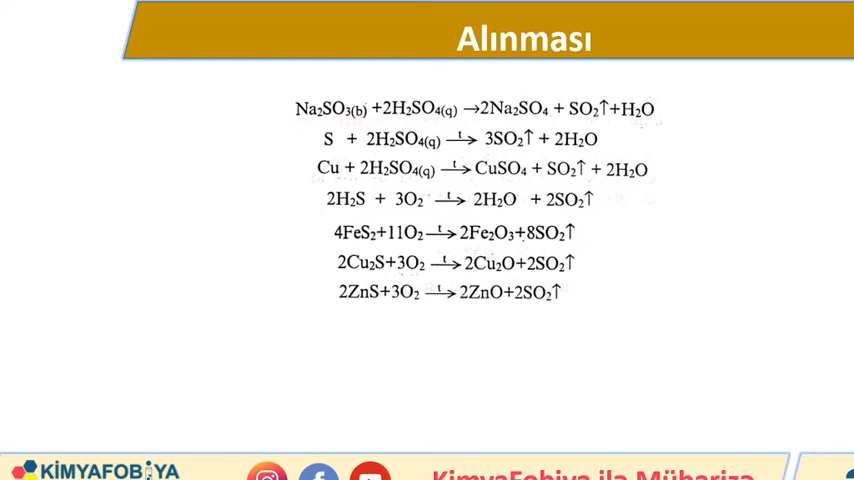 Alınması
Na₂SO₃(b) +2H₂SO₄(q) →2Na₂SO₄ + SO₂↑+H₂O
S + 2H₂SO₄(q) —t→ 3SO₂↑ + 2H₂O
Cu + 2H₂SO₄(q) —t→ CuSO₄ + SO₂↑ + 2H₂O
2H₂S + 3O₂ —t→ 2H₂O + 2SO₂↑
4FeS₂+11O₂ —t→ 2Fe₂O₃+8SO₂↑
2Cu₂S+3O₂ —t→ 2Cu₂O+2SO₂↑
2ZnS+3O₂ —t→ 2ZnO+2SO₂↑
KİMYAFOBİYA
KimyaFobiya ilə Mübarizə